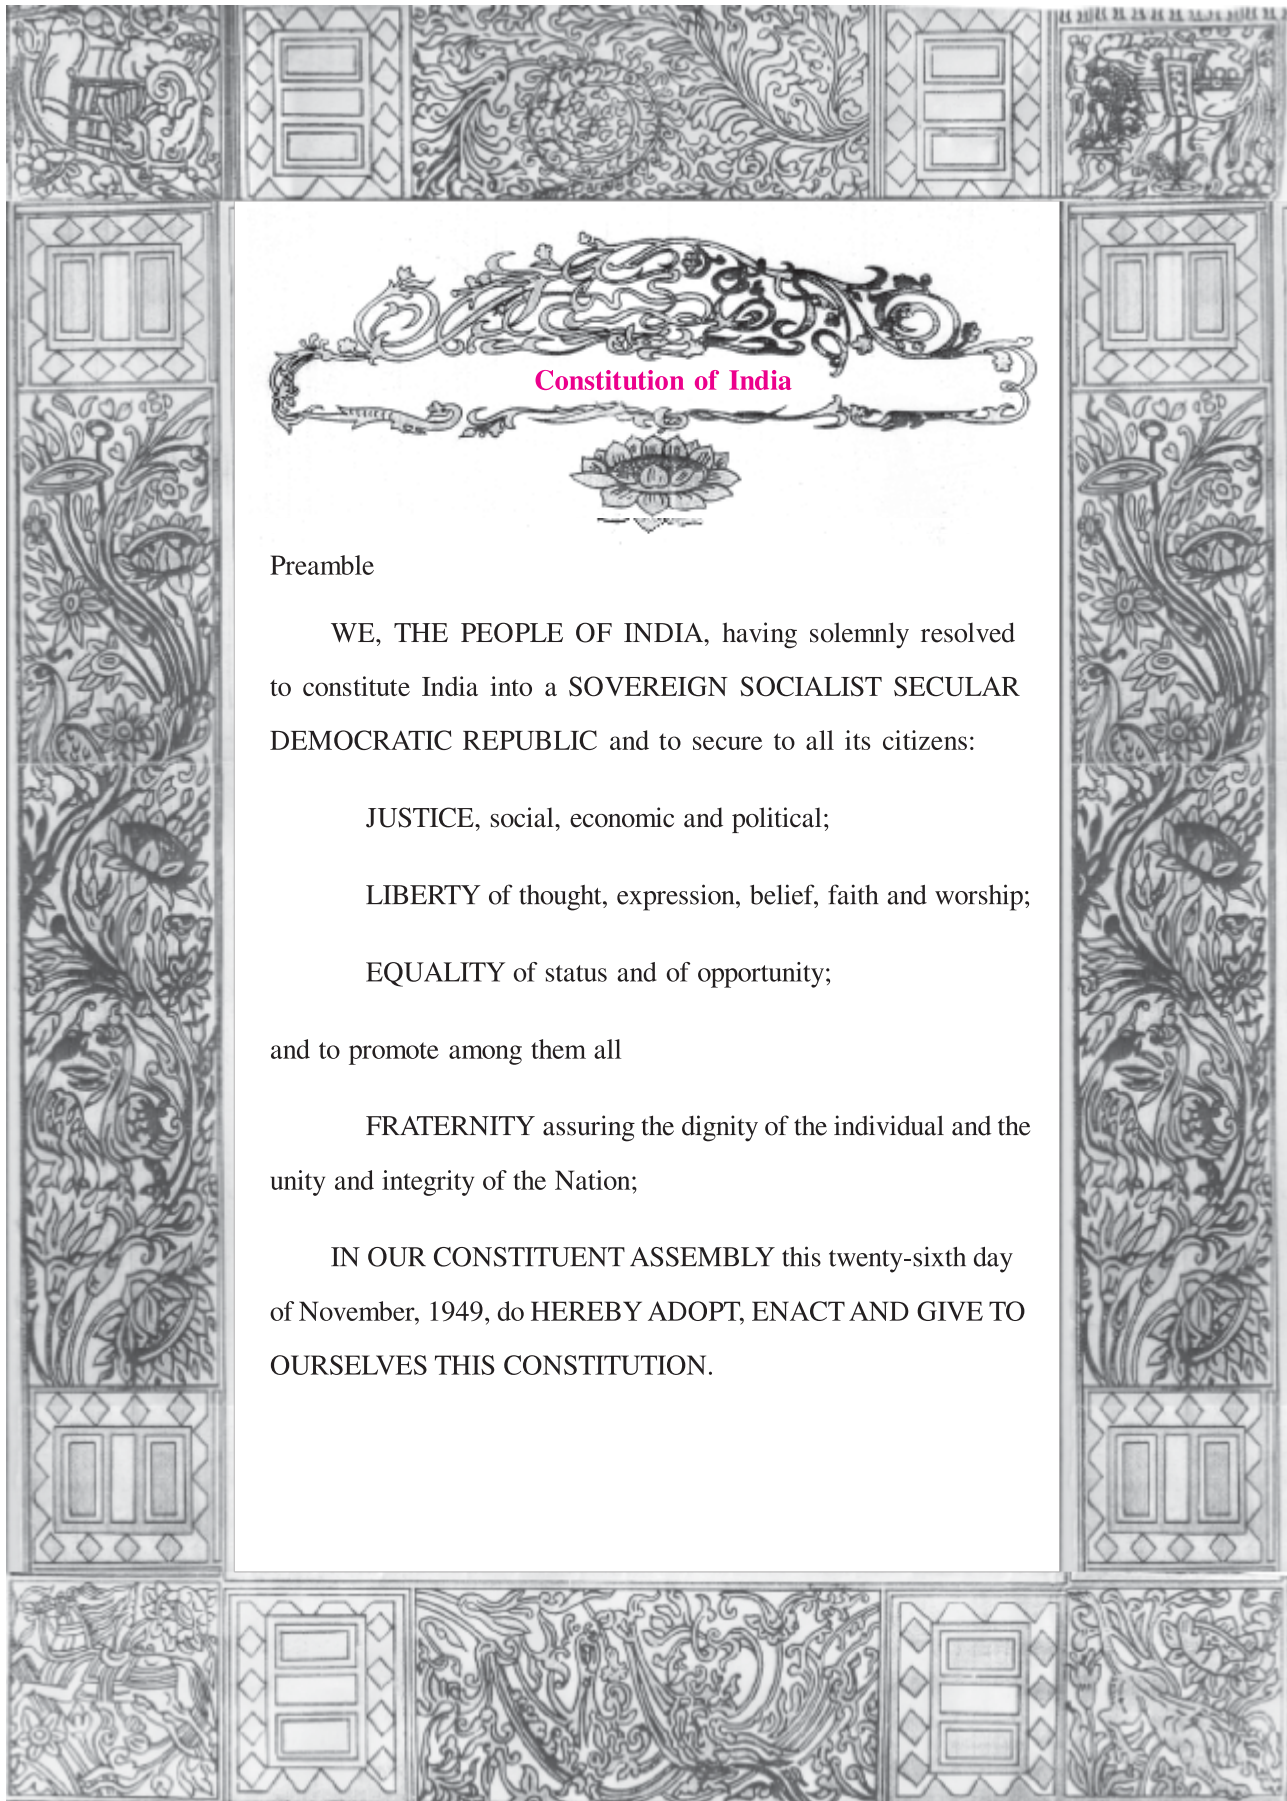 Constitution of India
Preamble
WE, THE PEOPLE OF INDIA, having solemnly resolved
to constitute India into a SOVEREIGN SOCIALIST SECULAR
DEMOCRATIC REPUBLIC and to secure to all its citizens:
JUSTICE, social, economic and political;
LIBERTY of thought, expression, belief, faith and worship;
EQUALITY of status and of opportunity;
and to promote among them all
FRATERNITY assuring the dignity of the individual and the
unity and integrity of the Nation;
IN OUR CONSTITUENT ASSEMBLY this twenty-sixth day
of November, 1949, do HEREBY ADOPT, ENACT AND GIVE TO
OURSELVES THIS CONSTITUTION.